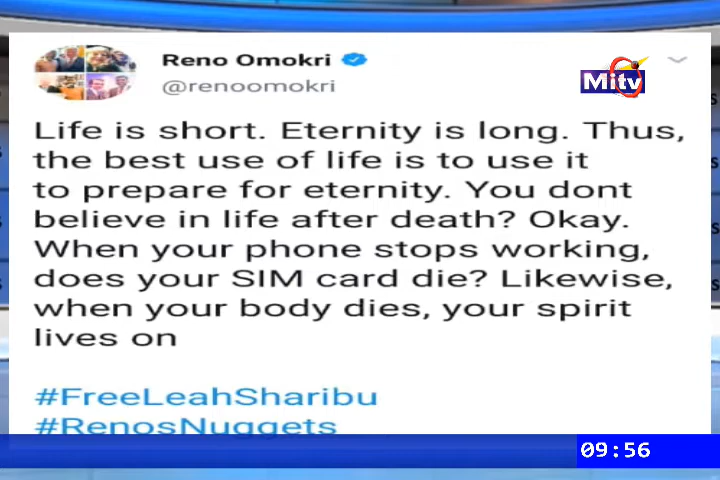 Reno Omokri
@renoomokri
Mitv
Life is short. Eternity is long. Thus,
the best use of life is to use it
to prepare for eternity. You dont
believe in life after death? Okay.
When your phone stops working,
does your SIM card die? Likewise,
when your body dies, your spirit
lives on
#FreeLeahSharibu
#RenosNuggets
09:56